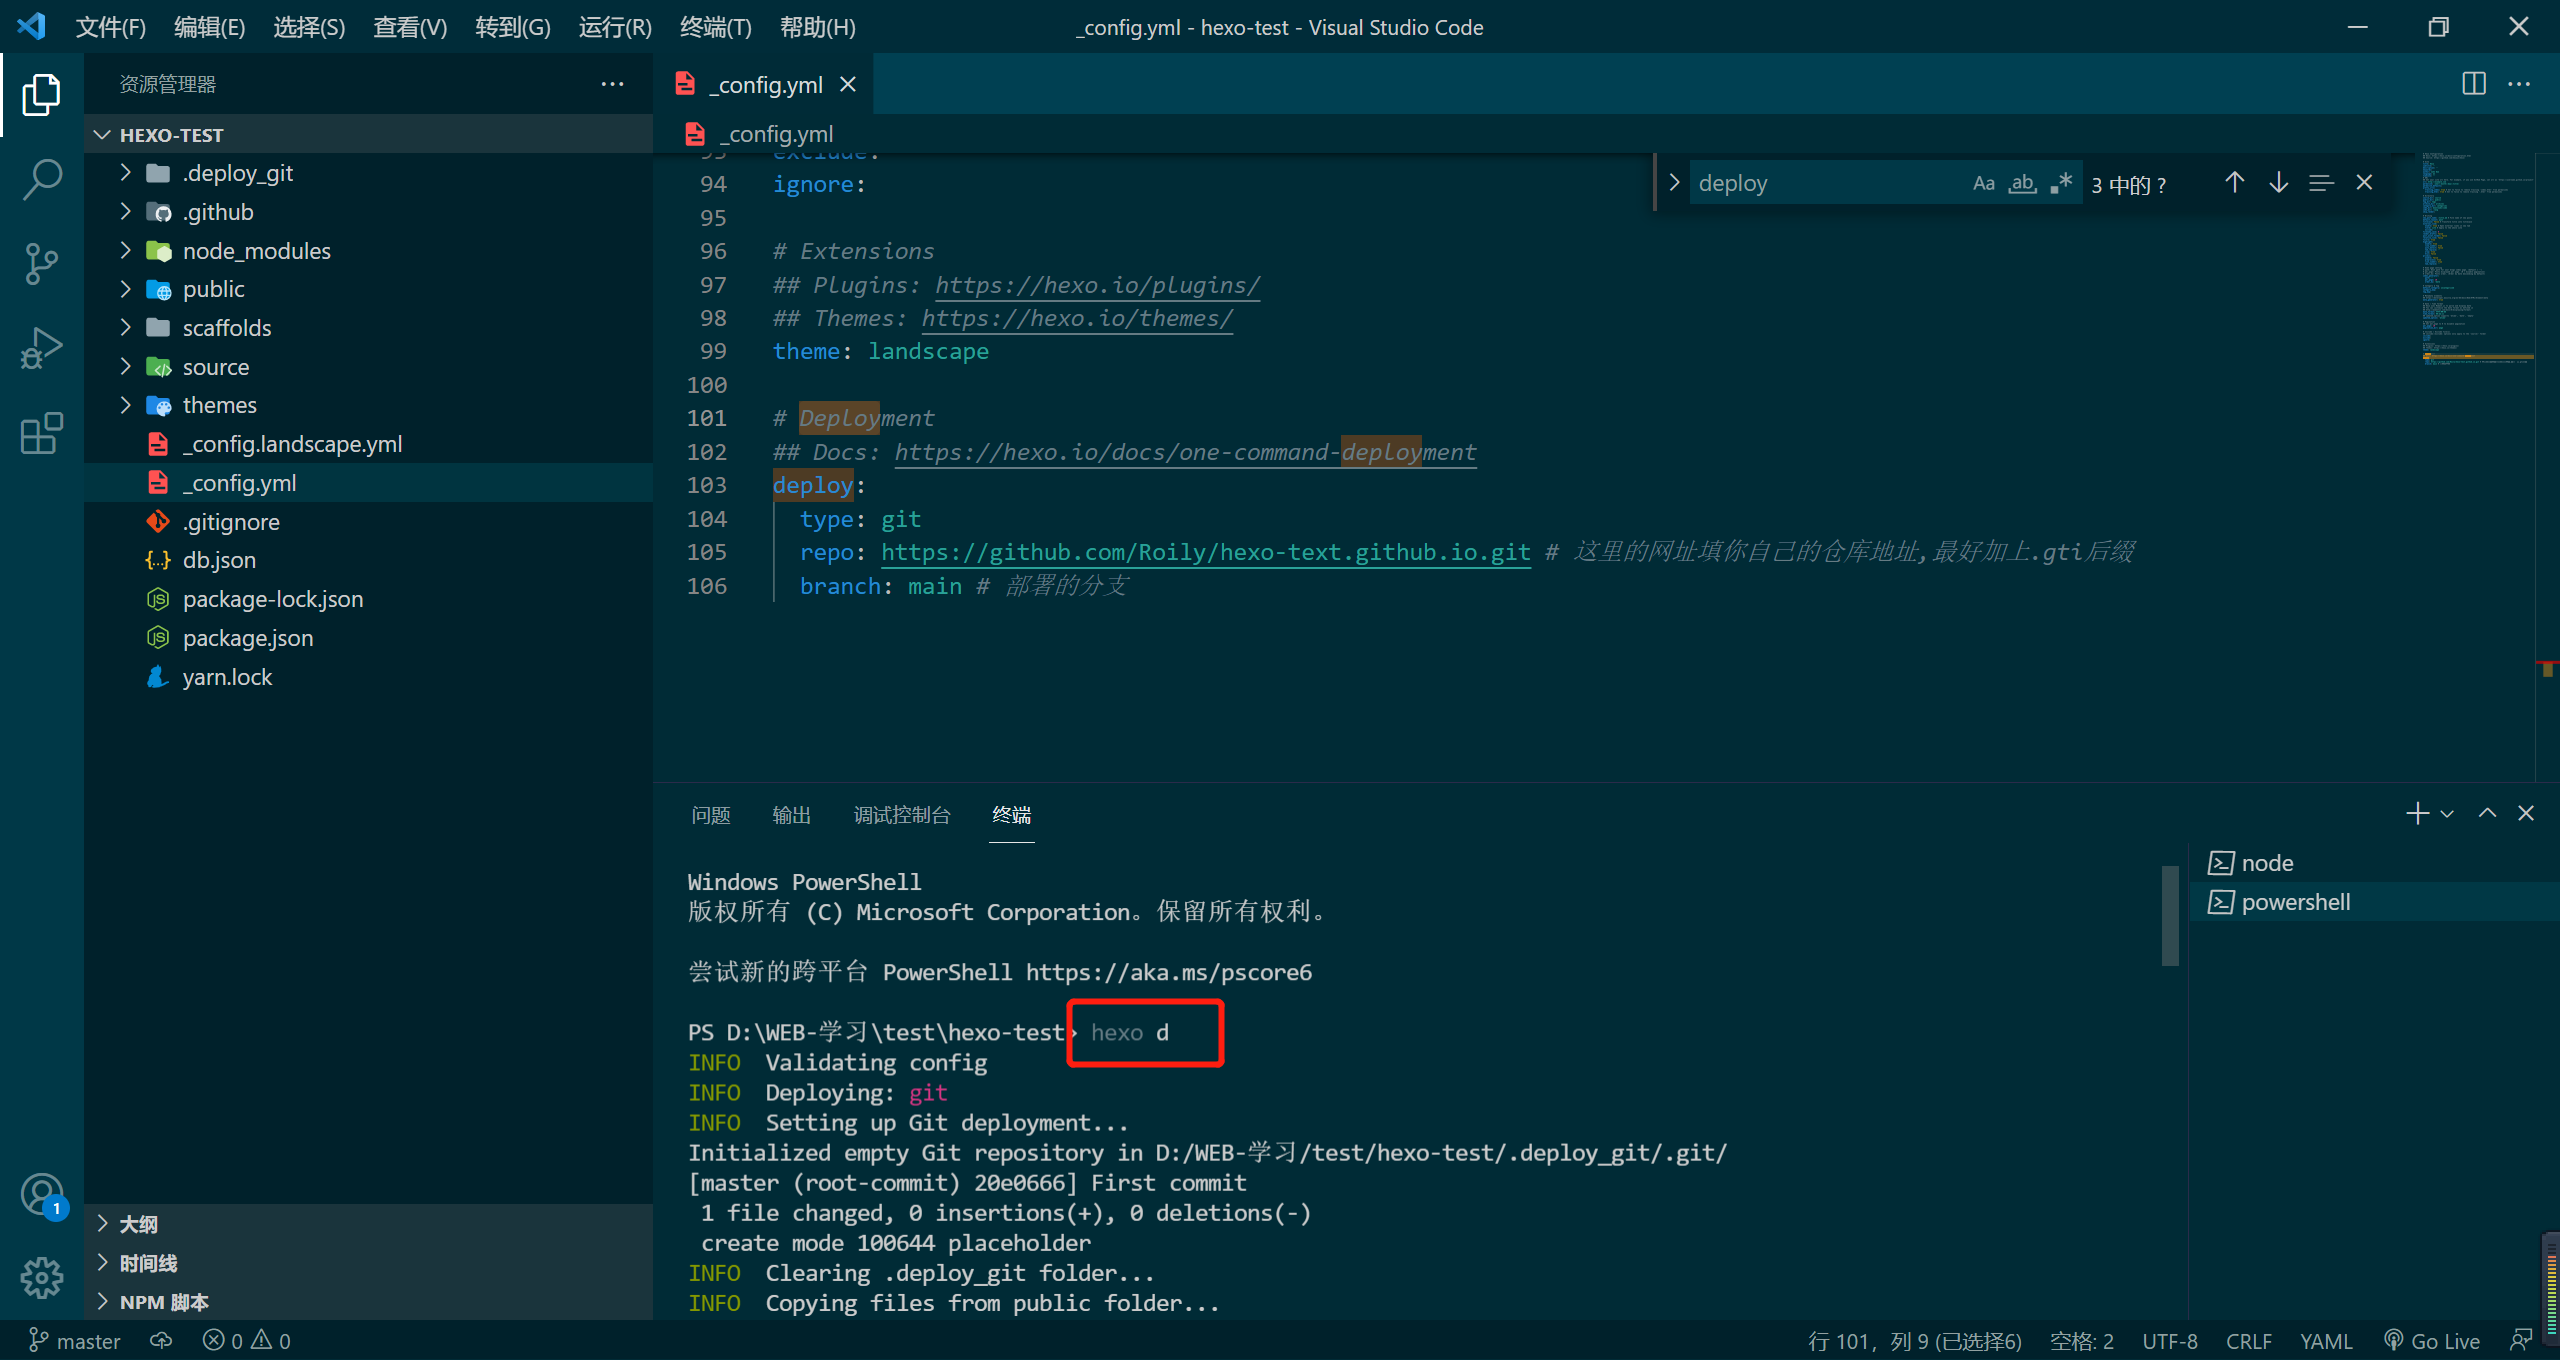 文件(F) 编辑(E) 选择(S) 查看(V) 转到(G) 运行(R) 终端(T) 帮助(H) _config.yml - hexo-test - Visual Studio Code
资源管理器
HEXO-TEST
.deploy_git
.github
node_modules
public
scaffolds
source
themes
_config.landscape.yml
_config.yml
.gitignore
db.json
package-lock.json
package.json
yarn.lock
大纲
时间线
NPM 脚本
_config.yml
_config.yml
deploy Aa ab 3 中的 ?
93 exclude:
94 ignore:
95
96 # Extensions
97 ## Plugins: https://hexo.io/plugins/
98 ## Themes: https://hexo.io/themes/
99 theme: landscape
100
101 # Deployment
102 ## Docs: https://hexo.io/docs/one-command-deployment
103 deploy:
104 type: git
105 repo: https://github.com/Roily/hexo-text.github.io.git # 这里的网址填你自己的仓库地址,最好加上.gti后缀
106 branch: main # 部署的分支
问题 输出 调试控制台 终端
Windows PowerShell
版权所有 (C) Microsoft Corporation。保留所有权利。
尝试新的跨平台 PowerShell https://aka.ms/pscore6
PS D:\WEB-学习\test\hexo-test> hexo d
INFO Validating config
INFO Deploying: git
INFO Setting up Git deployment...
Initialized empty Git repository in D:/WEB-学习/test/hexo-test/.deploy_git/.git/
[master (root-commit) 20e0666] First commit
1 file changed, 0 insertions(+), 0 deletions(-)
create mode 100644 placeholder
INFO Clearing .deploy_git folder...
INFO Copying files from public folder...
node
powershell
1
master 0 0 行 101，列 9 (已选择6) 空格: 2 UTF-8 CRLF YAML Go Live